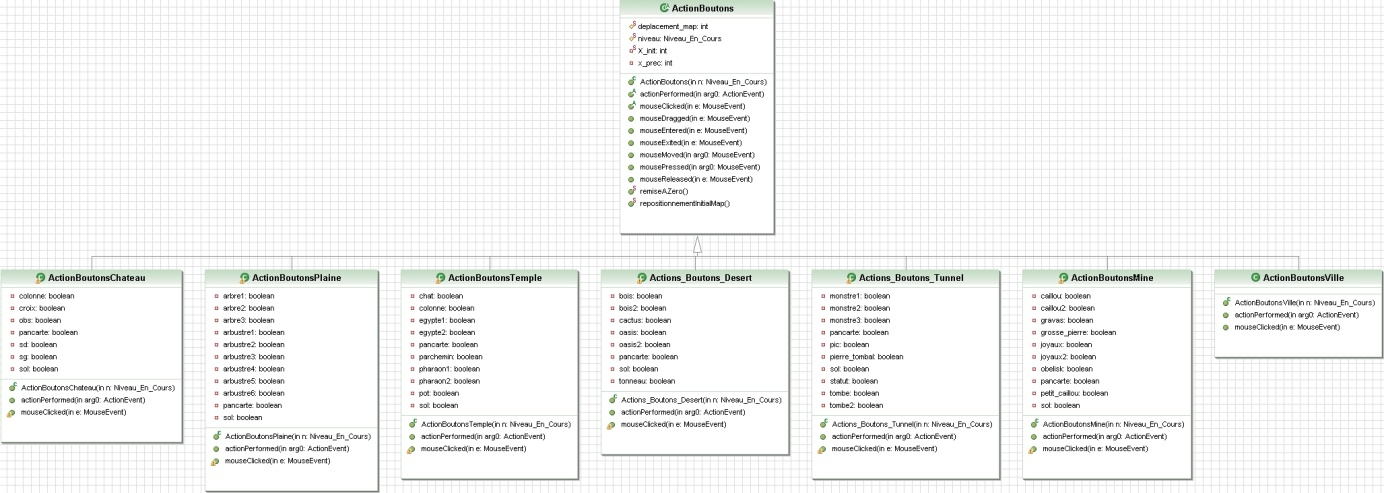 ActionBoutons
deplacement_map: int
niveau: Niveau_En_Cours
X_init: int
x_prec: int
ActionBoutons(in n: Niveau_En_Cours)
actionPerformed(in arg0: ActionEvent)
mouseClicked(in e: MouseEvent)
mouseDragged(in e: MouseEvent)
mouseEntered(in e: MouseEvent)
mouseExited(in e: MouseEvent)
mouseMoved(in arg0: MouseEvent)
mousePressed(in arg0: MouseEvent)
mouseReleased(in e: MouseEvent)
remiseAZero()
repositionnementInitialMap()
ActionBoutonsChateau
colonne: boolean
croix: boolean
obs: boolean
pancarte: boolean
sd: boolean
sg: boolean
sol: boolean
ActionBoutonsChateau(in n: Niveau_En_Cours)
actionPerformed(in arg0: ActionEvent)
mouseClicked(in e: MouseEvent)
ActionBoutonsPlaine
arbre1: boolean
arbre2: boolean
arbre3: boolean
arbustre1: boolean
arbustre2: boolean
arbustre3: boolean
arbustre4: boolean
arbustre5: boolean
arbustre6: boolean
pancarte: boolean
sol: boolean
ActionBoutonsPlaine(in n: Niveau_En_Cours)
actionPerformed(in arg0: ActionEvent)
mouseClicked(in e: MouseEvent)
ActionBoutonsTemple
chat: boolean
colonne: boolean
egypte1: boolean
egypte2: boolean
pancarte: boolean
parchemin: boolean
pharaon1: boolean
pharaon2: boolean
pot: boolean
sol: boolean
ActionBoutonsTemple(in n: Niveau_En_Cours)
actionPerformed(in arg0: ActionEvent)
mouseClicked(in e: MouseEvent)
Actions_Boutons_Desert
bois: boolean
bois2: boolean
cactus: boolean
oasis: boolean
oasis2: boolean
pancarte: boolean
sol: boolean
tonneau: boolean
Actions_Boutons_Desert(in n: Niveau_En_Cours)
actionPerformed(in arg0: ActionEvent)
mouseClicked(in e: MouseEvent)
Actions_Boutons_Tunnel
monstre1: boolean
monstre2: boolean
monstre3: boolean
pancarte: boolean
pic: boolean
pierre_tombal: boolean
sol: boolean
statut: boolean
tombe: boolean
tombe2: boolean
Actions_Boutons_Tunnel(in n: Niveau_En_Cours)
actionPerformed(in arg0: ActionEvent)
mouseClicked(in e: MouseEvent)
ActionBoutonsMine
caillou: boolean
caillou2: boolean
gravas: boolean
grosse_pierre: boolean
joyaux: boolean
joyaux2: boolean
obelisk: boolean
pancarte: boolean
petit_caillou: boolean
sol: boolean
ActionBoutonsMine(in n: Niveau_En_Cours)
actionPerformed(in arg0: ActionEvent)
mouseClicked(in e: MouseEvent)
ActionBoutonsVille
ActionBoutonsVille(in n: Niveau_En_Cours)
actionPerformed(in arg0: ActionEvent)
mouseClicked(in e: MouseEvent)